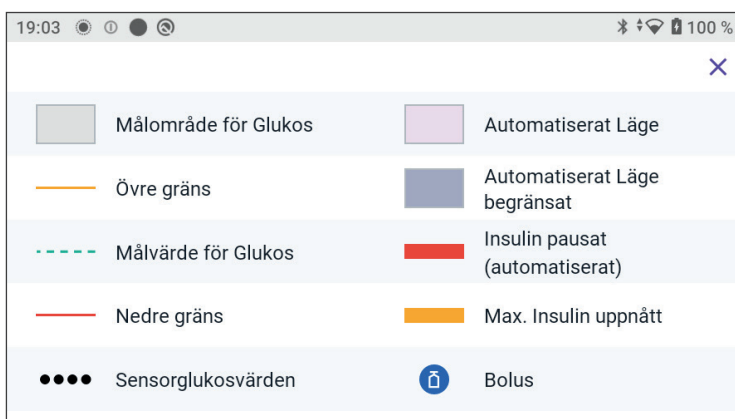 19:03
100 %
Målområde för Glukos
Automatiserat Läge
Övre gräns
Automatiserat Läge
begränsat
Målvärde för Glukos
Insulin pausat
(automatiserat)
Nedre gräns
Max. Insulin uppnått
Sensorglukosvärden
Bolus